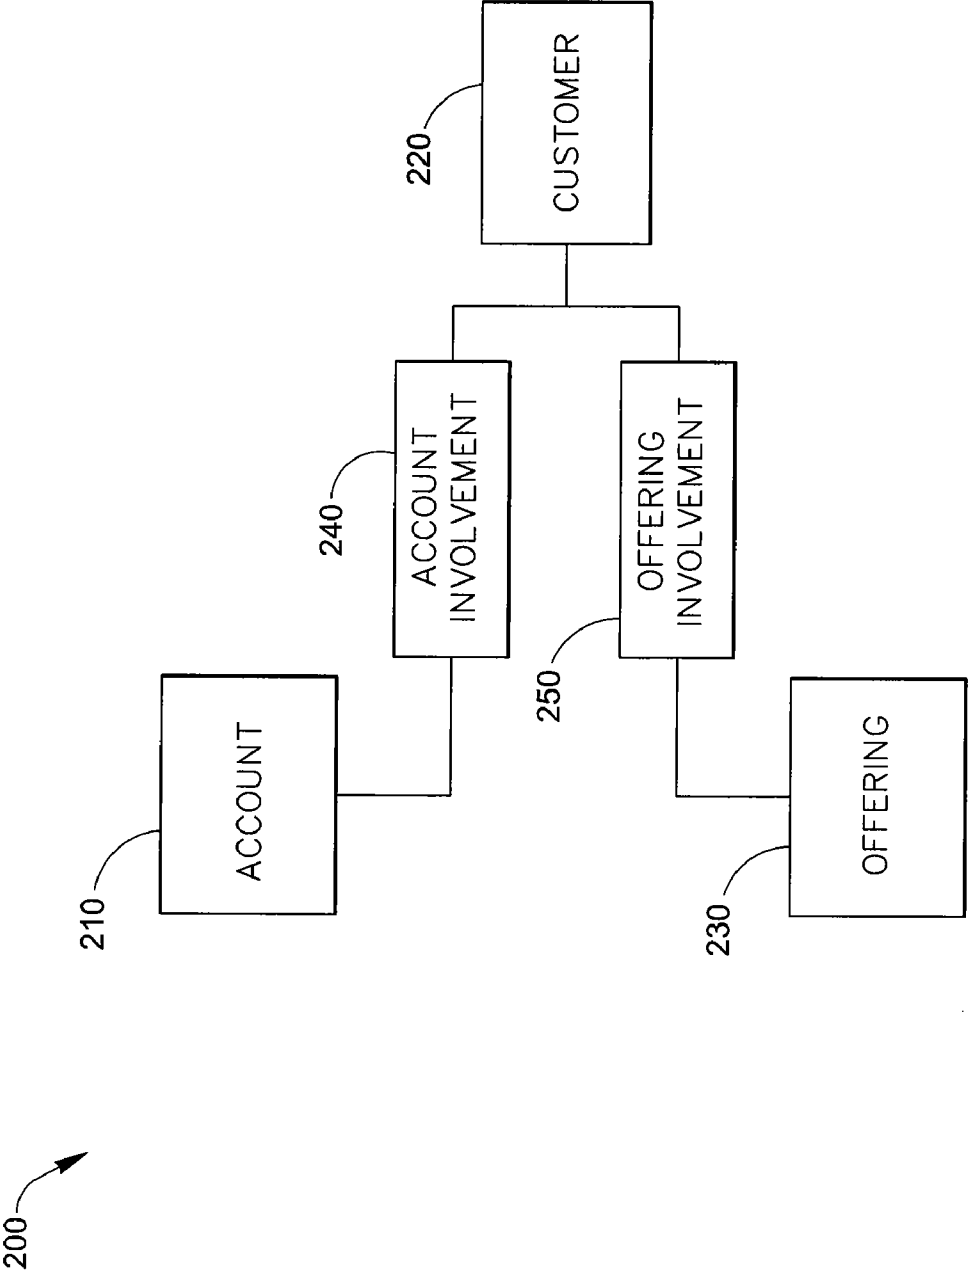 200
210
ACCOUNT
240
ACCOUNT
INVOLVEMENT
220
CUSTOMER
250
OFFERING
INVOLVEMENT
230
OFFERING